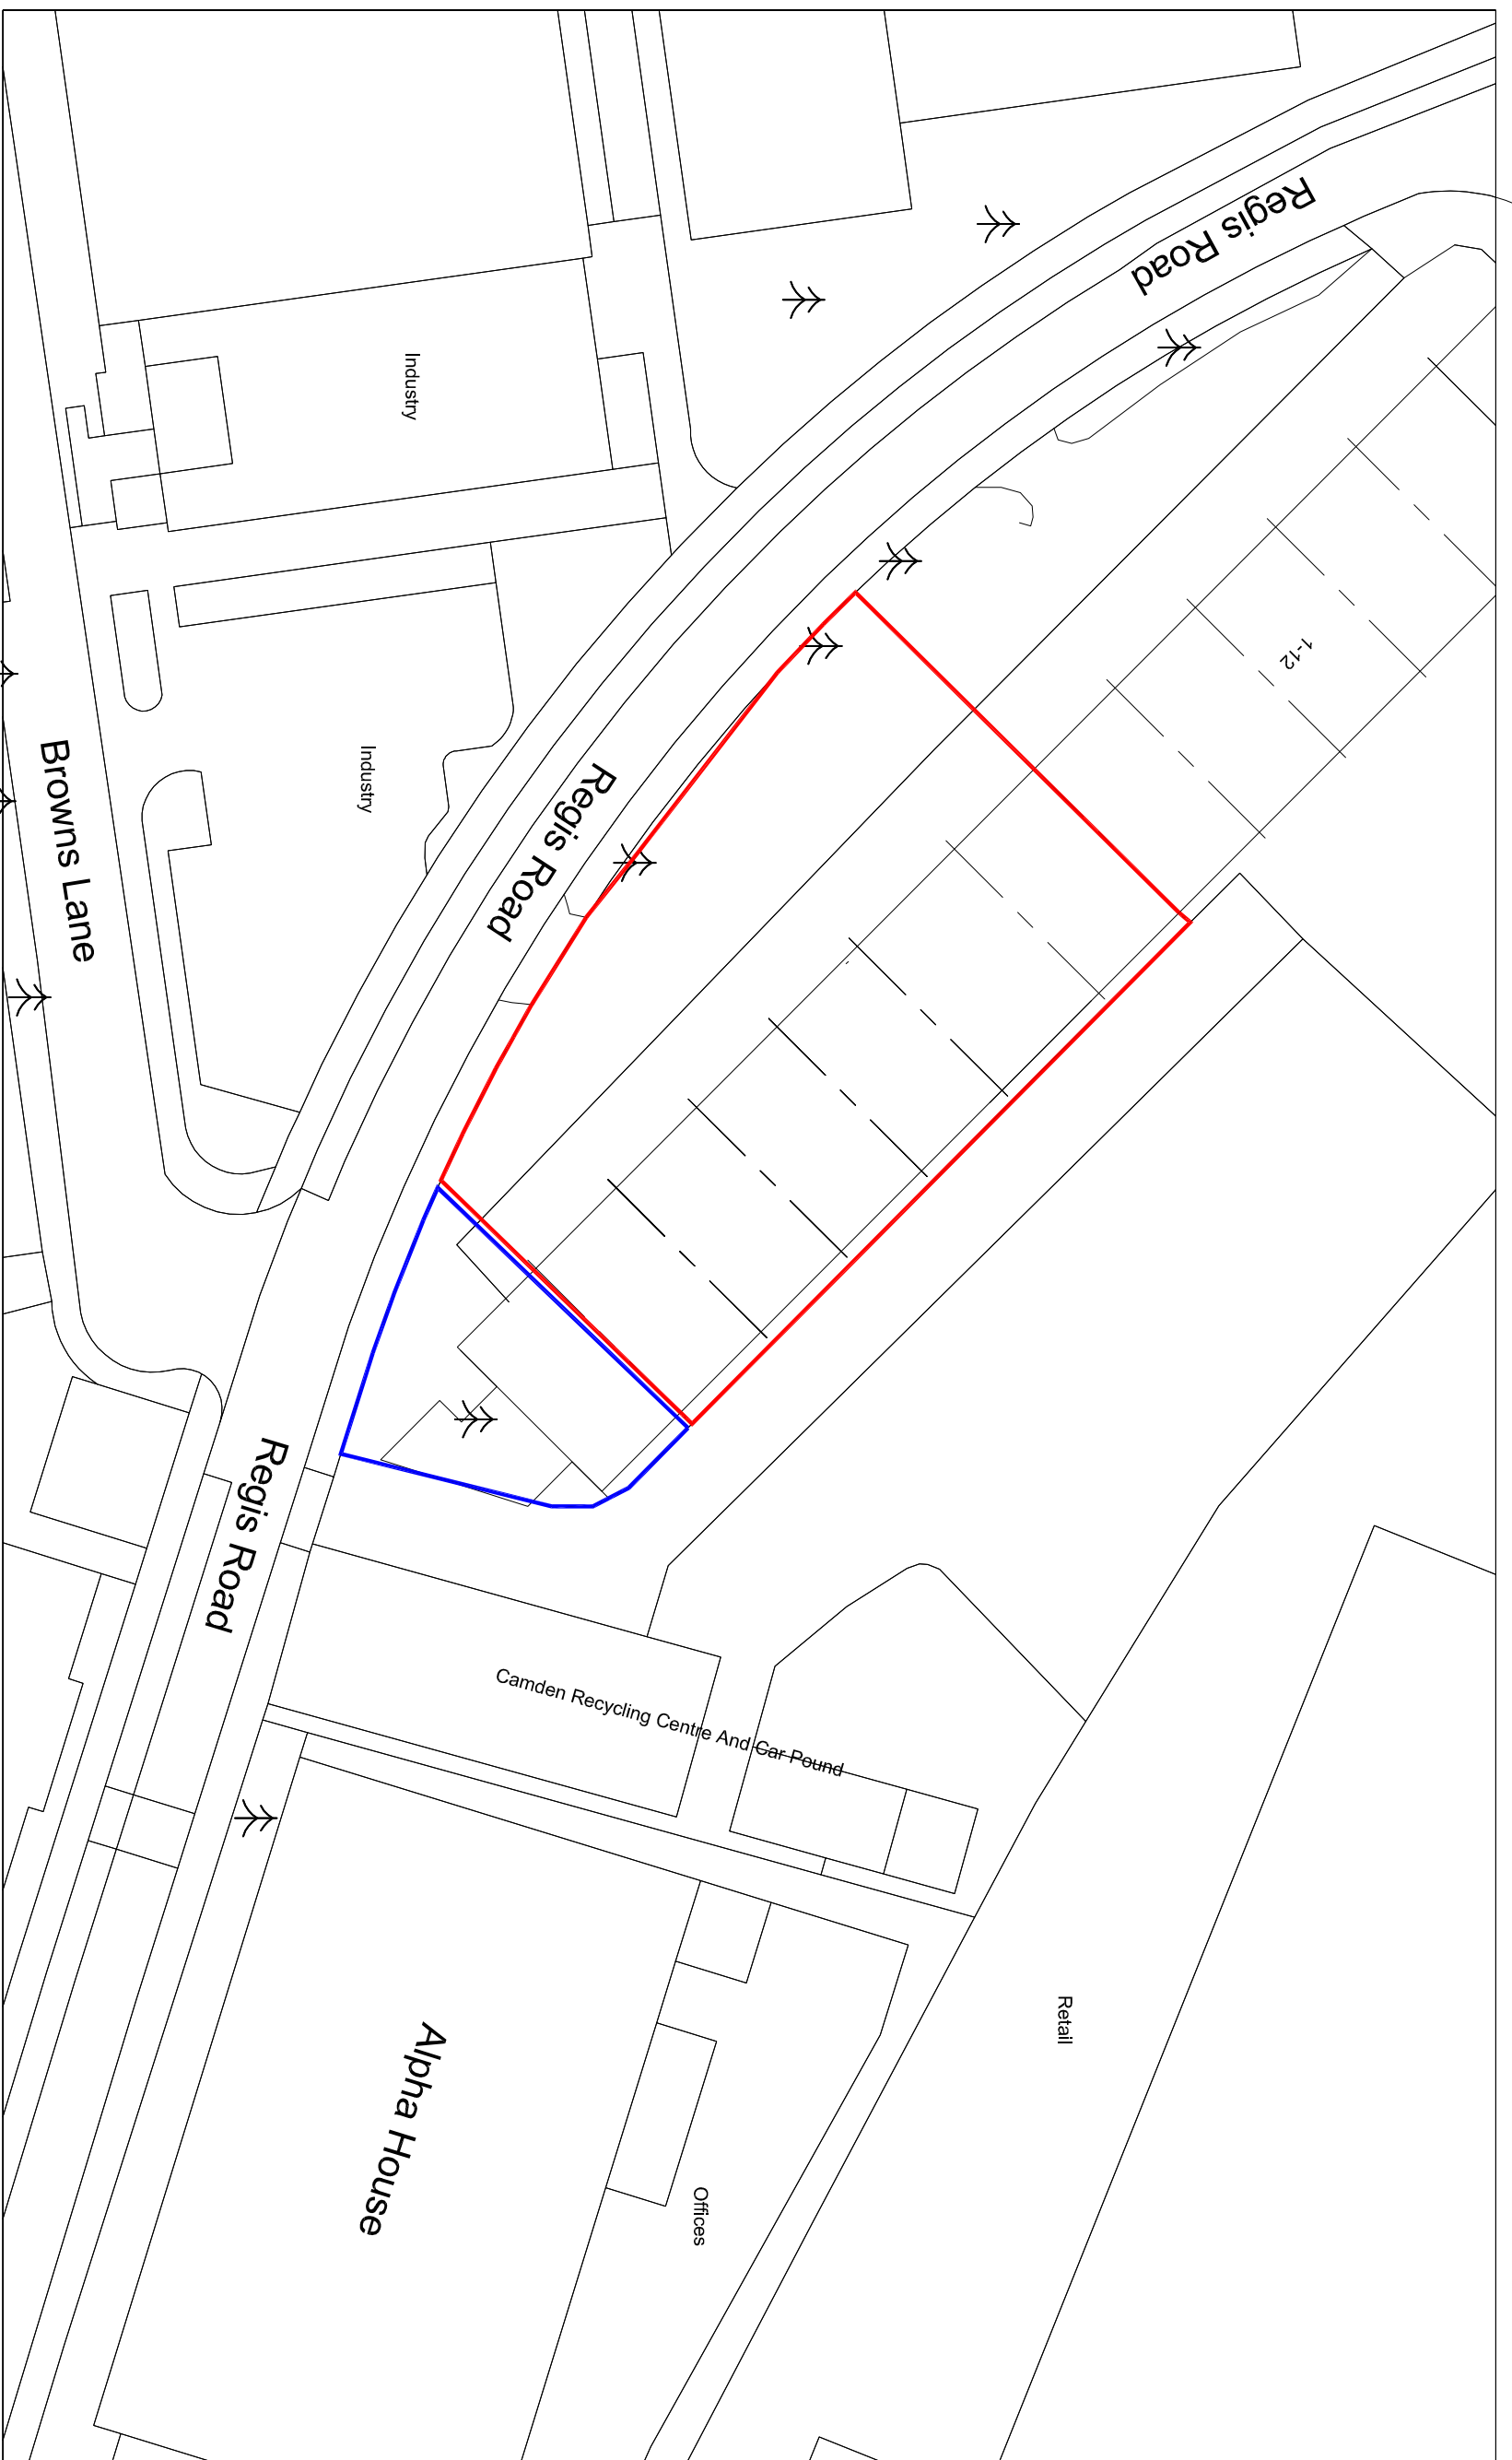 Regis Road
Industry
1-12
Industry
Regis Road
Browns Lane
Regis Road
Camden Recycling Centre And Car Pound
Retail
Alpha House
Offices